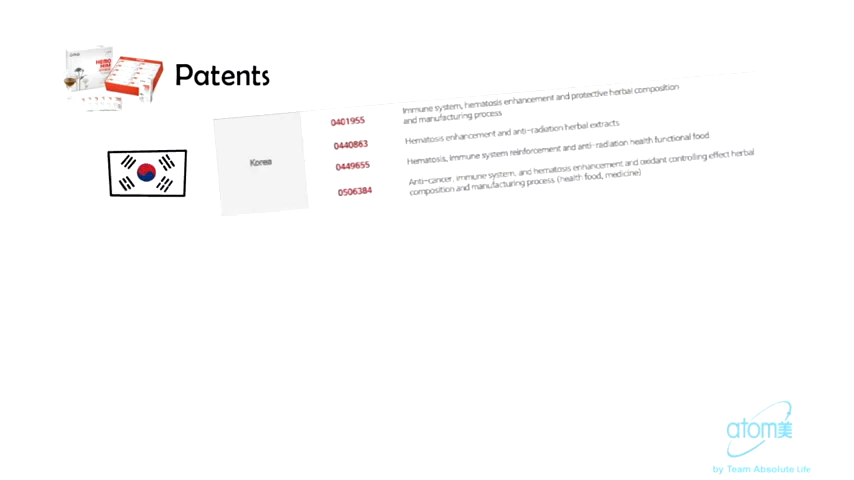 Patents
HEMO
HIM
Korea
0401955
Immune system, hematosis enhancement and protective herbal composition
and manufacturing process
0440863
Hematosis enhancement and anti-radiation herbal extracts
0449655
Hematosis, immune system reinforcement and anti-radiation health functional food
0506384
Anti-cancer, immune system, and hematosis enhancement and oxidant controlling effect herbal
composition and manufacturing process (health food, medicine)
atom美
by Team Absolute Life